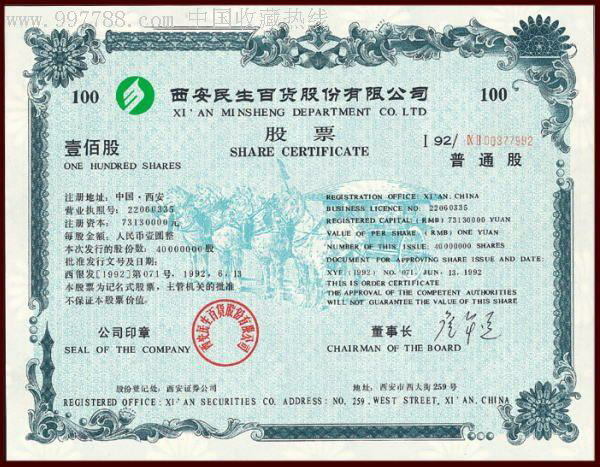 www.997788.com 中国收藏热线
100 西安民生百货股份有限公司 100
XI'AN MINSHENG DEPARTMENT CO. LTD
股票
壹佰股
SHARE CERTIFICATE
I 92/ XB00377992
ONE HUNDRED SHARES
普通股
注册地址：中国·西安
营业执照号：22060335
注册资本：73130000元
每股金额：人民币壹圆整
本次发行的股份数：40000000股
批准发行文号及日期：
西银发[1992]第071号．1992．6．13
本股票为记名式股票，主管机关的批准
不保证本股票价值。
REGISTRATION OFFICE: XI'AN. CHINA
BUSINESS LICENCE NO. 22060335
REGISTERED CAPITAL (RMB) 73130000 YUAN
VALUE OF PER SHARE (RMB) ONE YUAN
NUMBER OF THIS ISSUE: 40000000 SHARES
DOCUMENT FOR APPROVING SHARE ISSUE AND DATE:
XYF (1992) NO. 071. JUN. 13. 1992
THIS IS ORDER CERTIFICATE
THE APPROVAL OF THE COMPETENT AUTHORITIES
WILL NOT GUARANTEE THE VALUE OF THIS SHARE
公司印章
SEAL OF THE COMPANY
西安民生百货股份有限公司
董事长
CHAIRMAN OF THE BOARD
股份登记处：西安证券公司 地址：西安市西大街259号
REGISTERED OFFICE: XI'AN SECURITIES CO. ADDRESS: NO. 259. WEST STREET, XI'AN. CHINA